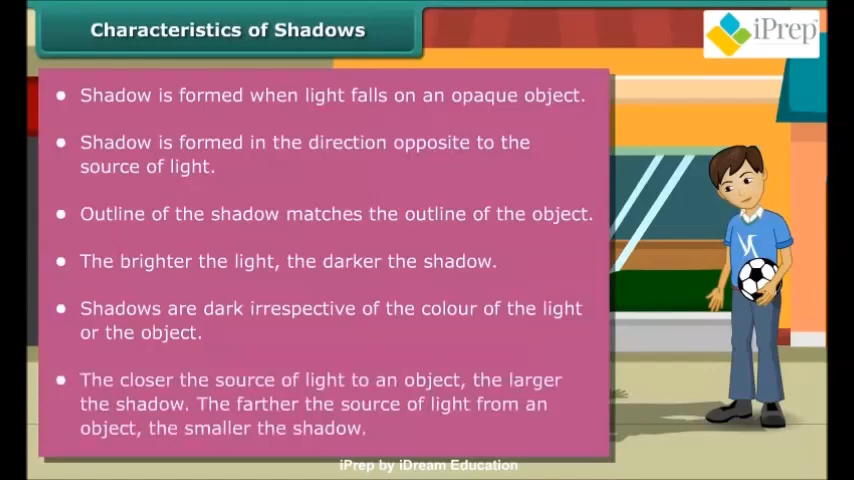 Characteristics of Shadows
iPrep
• Shadow is formed when light falls on an opaque object.
• Shadow is formed in the direction opposite to the
source of light.
• Outline of the shadow matches the outline of the object.
• The brighter the light, the darker the shadow.
• Shadows are dark irrespective of the colour of the light
or the object.
• The closer the source of light to an object, the larger
the shadow. The farther the source of light from an
object, the smaller the shadow.
iPrep by iDream Education